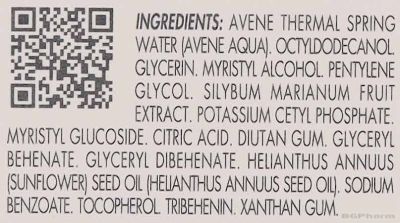 INGREDIENTS: AVENE THERMAL SPRING
WATER (AVENE AQUA). OCTYLDODECANOL.
GLYCERIN. MYRISTYL ALCOHOL. PENTYLENE
GLYCOL. SILYBUM MARIANUM FRUIT
EXTRACT. POTASSIUM CETYL PHOSPHATE.
MYRISTYL GLUCOSIDE. CITRIC ACID. DIUTAN GUM. GLYCERYL
BEHENATE. GLYCERYL DIBEHENATE. HELIANTHUS ANNUUS
(SUNFLOWER) SEED OIL (HELIANTHUS ANNUUS SEED OIL). SODIUM
BENZOATE. TOCOPHEROL. TRIBEHENIN. XANTHAN GUM.
BGPharm